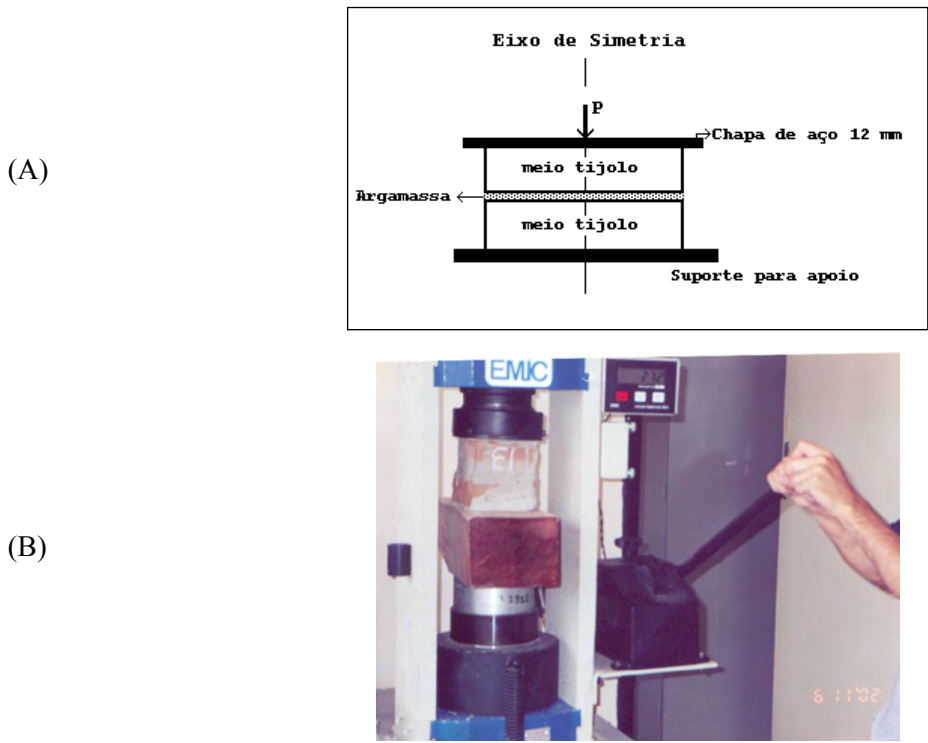 (A)
Eixo de Simetria
P
Chapa de aço 12 mm
meio tijolo
Argamassa
meio tijolo
Suporte para apoio
(B)
EMIC
6 11'02